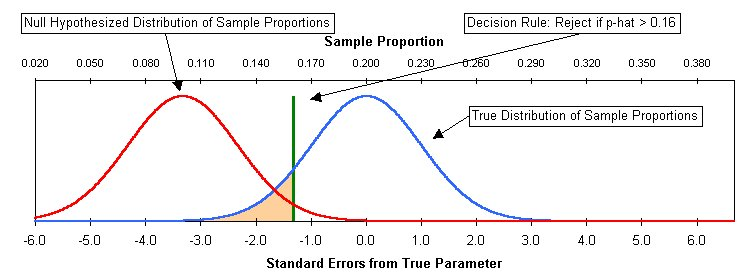 Null Hypothesized Distribution of Sample Proportions
Decision Rule: Reject if p-hat > 0.16
Sample Proportion
0.020 0.050 0.080 0.110 0.140 0.170 0.200 0.230 0.260 0.290 0.320 0.350 0.380
True Distribution of Sample Proportions
-6.0 -5.0 -4.0 -3.0 -2.0 -1.0 0.0 1.0 2.0 3.0 4.0 5.0 6.0
Standard Errors from True Parameter